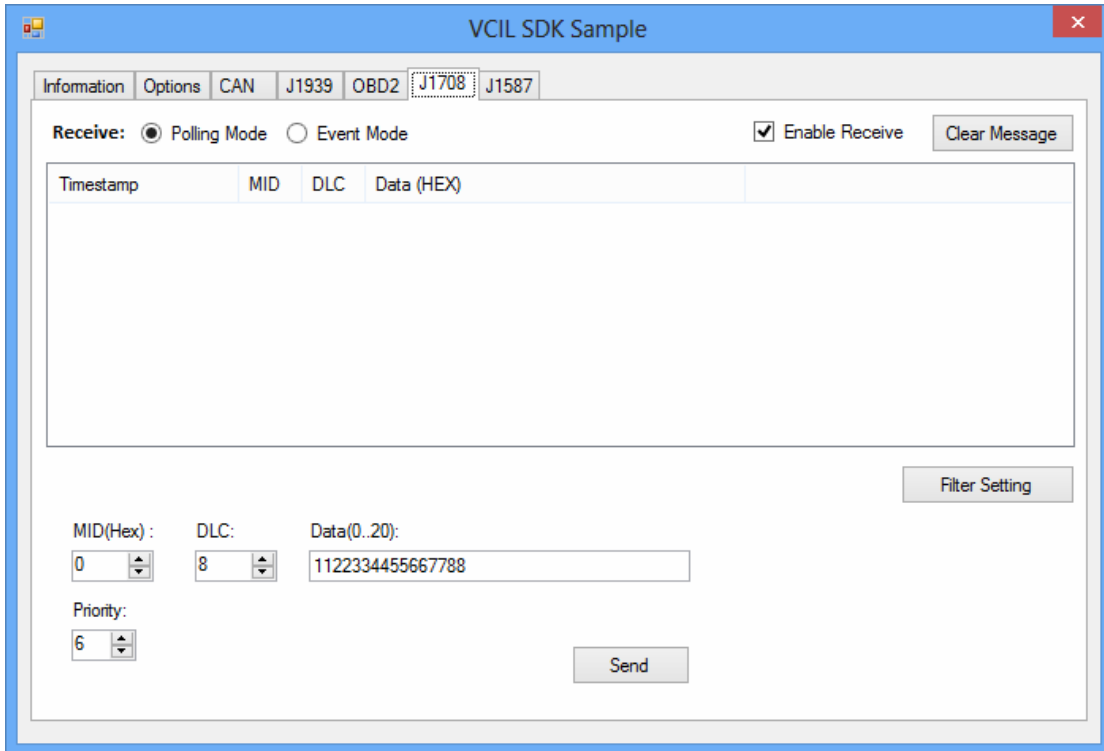 VCIL SDK Sample
Information Options CAN J1939 OBD2 J1708 J1587
Receive: Polling Mode Event Mode Enable Receive Clear Message
Timestamp MID DLC Data (HEX)
Filter Setting
MID(Hex) : DLC: Data(0..20):
0 8 1122334455667788
Priority:
6
Send